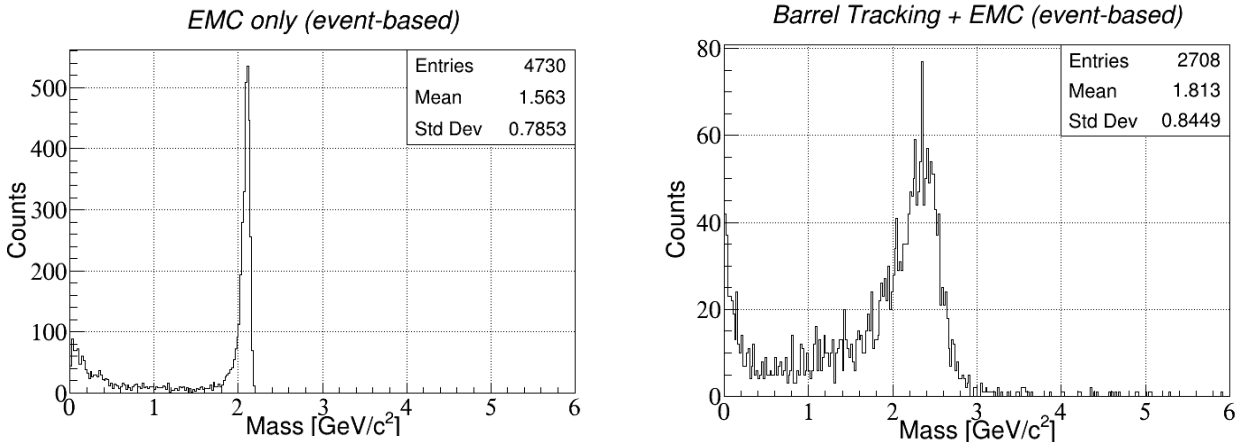 EMC only (event-based)
Entries 4730
Mean 1.563
Std Dev 0.7853
Counts
500
400
300
200
100
0
0 1 2 3 4 5 6
Mass [GeV/c²]
Barrel Tracking + EMC (event-based)
Entries 2708
Mean 1.813
Std Dev 0.8449
Counts
80
60
40
20
0
0 1 2 3 4 5 6
Mass [GeV/c²]